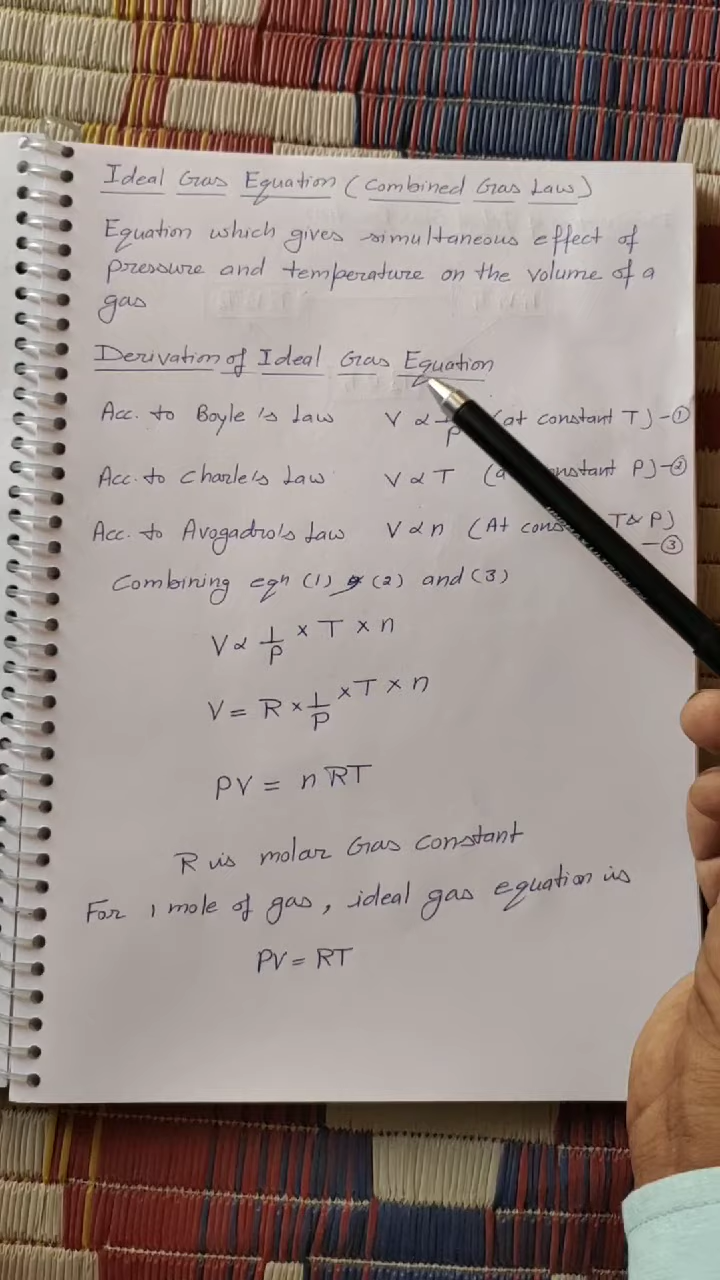 Ideal Gas Equation (Combined Gas Law)
Equation which gives simultaneous effect of
pressure and temperature on the volume of a
gas
Derivation of Ideal Gas Equation
Acc. to Boyle's Law V ∝ 1/P (at constant T) - ①
Acc. to Charle's Law V ∝ T (a constant P) - ②
Acc. to Avogadro's Law V ∝ n (At cons T & P)
- ③
Combining eqn (1), (2) and (3)
V ∝ 1/P × T × n
V = R × 1/P × T × n
PV = nRT
R is molar Gas constant
For 1 mole of gas, ideal gas equation is
PV = RT